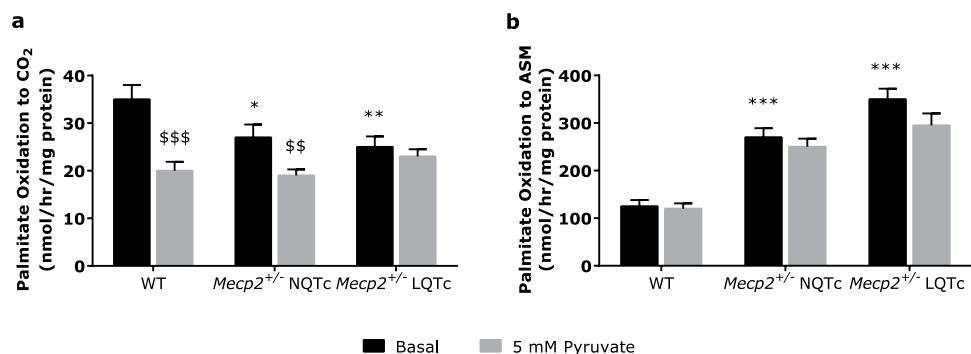 a
Palmitate Oxidation to CO2
(nmol/hr/mg protein)
40
30
20
10
0
$$$
*
$$
**
WT
Mecp2+/- NQTc
Mecp2+/- LQTc
b
Palmitate Oxidation to ASM
(nmol/hr/mg protein)
400
300
200
100
0
***
***
WT
Mecp2+/- NQTc
Mecp2+/- LQTc
Basal
5 mM Pyruvate